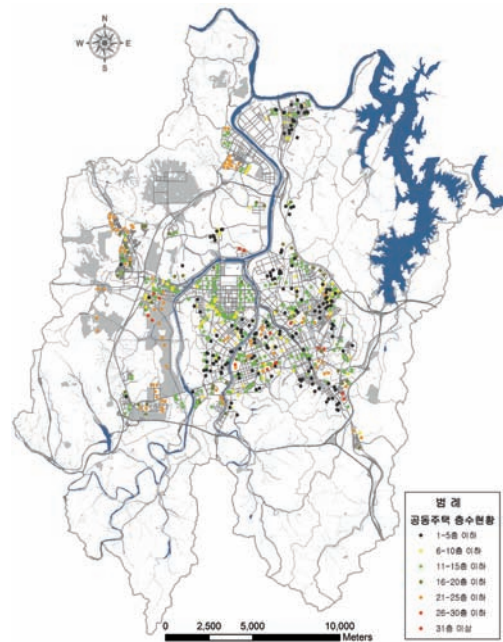 N
W E
S
범 례
공동주택 층수현황
1-5층 이하
6-10층 이하
11-15층 이하
16-20층 이하
21-25층 이하
26-30층 이하
31층 이상
0 2,500 5,000 10,000
Meters